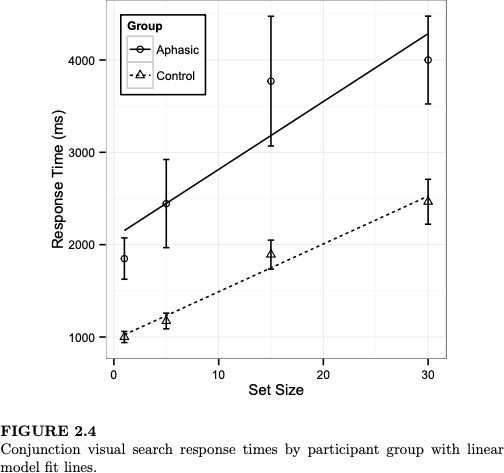 Group
Aphasic
Control
4000
3000
2000
1000
Response Time (ms)
0 10 20 30
Set Size
FIGURE 2.4
Conjunction visual search response times by participant group with linear
model fit lines.